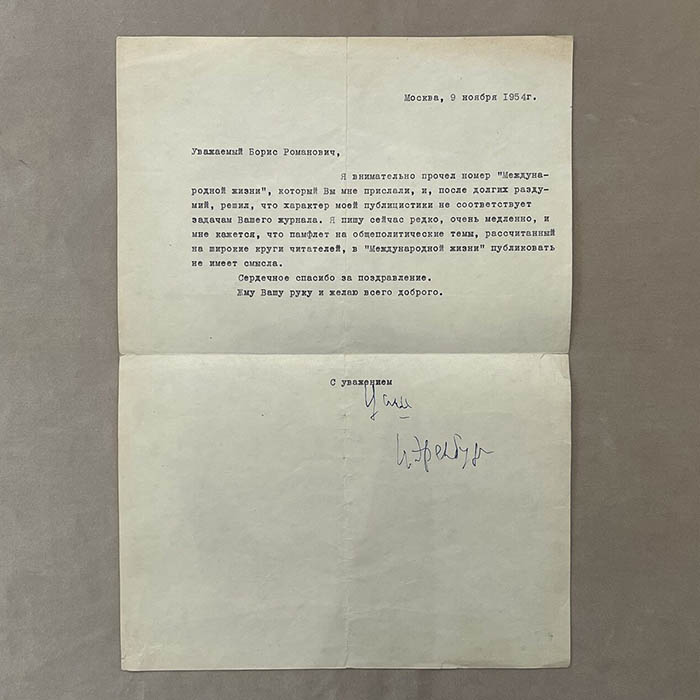 Москва, 9 ноября 1954г.
Уважаемый Борис Романович,
Я внимательно прочел номер "Междуна-
родной жизни", который Вы мне прислали, и, после долгих разду-
мий, решил, что характер моей публицистики не соответствует
задачам Вашего журнала. Я пишу сейчас редко, очень медленно, и
мне кажется, что памфлет на общеполитические темы, рассчитанный
на широкие круги читателей, в "Международной жизни" публиковать
не имеет смысла.
Сердечное спасибо за поздравление.
Жму Вашу руку и желаю всего доброго.
С уважением
И Эренбург